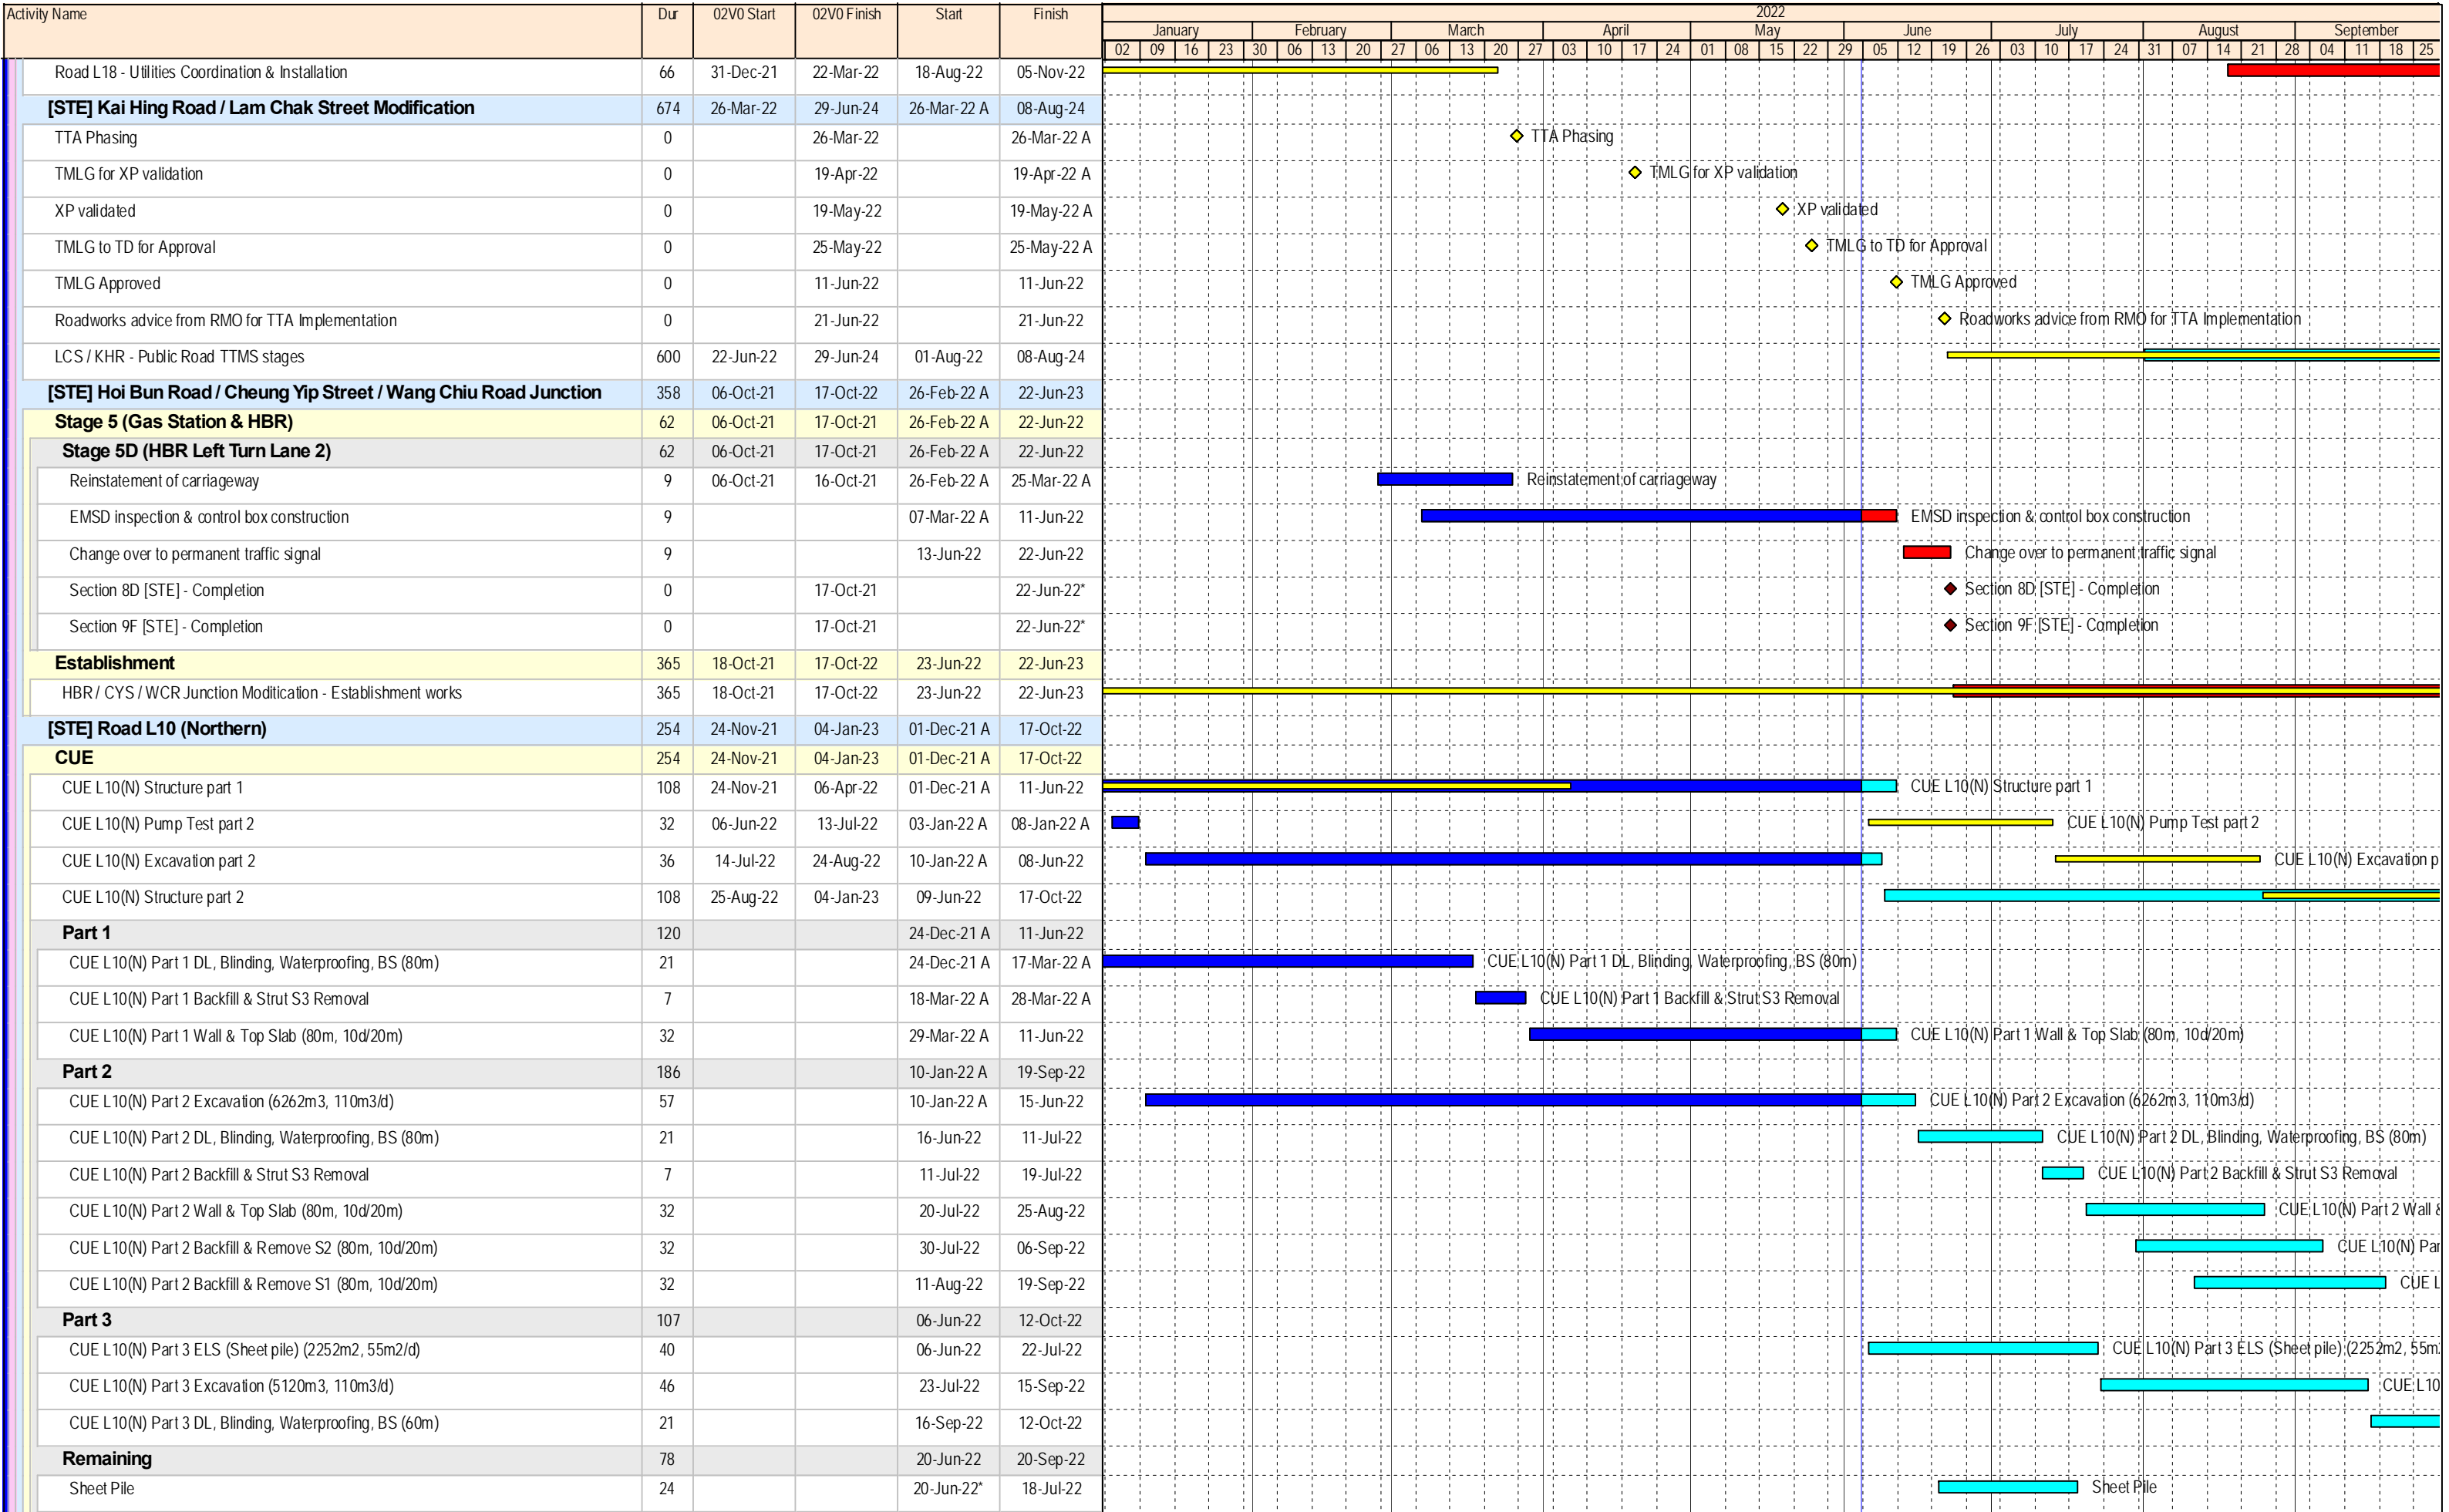 Activity Name Dur 02V0 Start 02V0 Finish Start Finish 2022
January February March April May June July August September
02 09 16 23 30 06 13 20 27 06 13 20 27 03 10 17 24 01 08 15 22 29 05 12 19 26 03 10 17 24 31 07 14 21 28 04 11 18 25
Road L18 - Utilities Coordination & Installation 66 31-Dec-21 22-Mar-22 18-Aug-22 05-Nov-22
[STE] Kai Hing Road / Lam Chak Street Modification 674 26-Mar-22 29-Jun-24 26-Mar-22 A 08-Aug-24
TTA Phasing 0 26-Mar-22 26-Mar-22 A TTA Phasing
TMLG for XP validation 0 19-Apr-22 19-Apr-22 A TMLG for XP validation
XP validated 0 19-May-22 19-May-22 A XP validated
TMLG to TD for Approval 0 25-May-22 25-May-22 A TMLG to TD for Approval
TMLG Approved 0 11-Jun-22 11-Jun-22 TMLG Approved
Roadworks advice from RMO for TTA Implementation 0 21-Jun-22 21-Jun-22 Roadworks advice from RMO for TTA Implementation
LCS / KHR - Public Road TTMS stages 600 22-Jun-22 29-Jun-24 01-Aug-22 08-Aug-24
[STE] Hoi Bun Road / Cheung Yip Street / Wang Chiu Road Junction 358 06-Oct-21 17-Oct-22 26-Feb-22 A 22-Jun-23
Stage 5 (Gas Station & HBR) 62 06-Oct-21 17-Oct-21 26-Feb-22 A 22-Jun-22
Stage 5D (HBR Left Turn Lane 2) 62 06-Oct-21 17-Oct-21 26-Feb-22 A 22-Jun-22
Reinstatement of carriageway 9 06-Oct-21 16-Oct-21 26-Feb-22 A 25-Mar-22 A Reinstatement of carriageway
EMSD inspection & control box construction 9 07-Mar-22 A 11-Jun-22 EMSD inspection & control box construction
Change over to permanent traffic signal 9 13-Jun-22 22-Jun-22 Change over to permanent traffic signal
Section 8D [STE] - Completion 0 17-Oct-21 22-Jun-22* Section 8D [STE] - Completion
Section 9F [STE] - Completion 0 17-Oct-21 22-Jun-22* Section 9F [STE] - Completion
Establishment 365 18-Oct-21 17-Oct-22 23-Jun-22 22-Jun-23
HBR / CYS / WCR Junction Moditication - Establishment works 365 18-Oct-21 17-Oct-22 23-Jun-22 22-Jun-23
[STE] Road L10 (Northern) 254 24-Nov-21 04-Jan-23 01-Dec-21 A 17-Oct-22
CUE 254 24-Nov-21 04-Jan-23 01-Dec-21 A 17-Oct-22
CUE L10(N) Structure part 1 108 24-Nov-21 06-Apr-22 01-Dec-21 A 11-Jun-22 CUE L10(N) Structure part 1
CUE L10(N) Pump Test part 2 32 06-Jun-22 13-Jul-22 03-Jan-22 A 08-Jan-22 A CUE L10(N) Pump Test part 2
CUE L10(N) Excavation part 2 36 14-Jul-22 24-Aug-22 10-Jan-22 A 08-Jun-22 CUE L10(N) Excavation p
CUE L10(N) Structure part 2 108 25-Aug-22 04-Jan-23 09-Jun-22 17-Oct-22
Part 1 120 24-Dec-21 A 11-Jun-22
CUE L10(N) Part 1 DL, Blinding, Waterproofing, BS (80m) 21 24-Dec-21 A 17-Mar-22 A CUE L10(N) Part 1 DL, Blinding, Waterproofing, BS (80m)
CUE L10(N) Part 1 Backfill & Strut S3 Removal 7 18-Mar-22 A 28-Mar-22 A CUE L10(N) Part 1 Backfill & Strut S3 Removal
CUE L10(N) Part 1 Wall & Top Slab (80m, 10d/20m) 32 29-Mar-22 A 11-Jun-22 CUE L10(N) Part 1 Wall & Top Slab (80m, 10d/20m)
Part 2 186 10-Jan-22 A 19-Sep-22
CUE L10(N) Part 2 Excavation (6262m3, 110m3/d) 57 10-Jan-22 A 15-Jun-22 CUE L10(N) Part 2 Excavation (6262m3, 110m3/d)
CUE L10(N) Part 2 DL, Blinding, Waterproofing, BS (80m) 21 16-Jun-22 11-Jul-22 CUE L10(N) Part 2 DL, Blinding, Waterproofing, BS (80m)
CUE L10(N) Part 2 Backfill & Strut S3 Removal 7 11-Jul-22 19-Jul-22 CUE L10(N) Part 2 Backfill & Strut S3 Removal
CUE L10(N) Part 2 Wall & Top Slab (80m, 10d/20m) 32 20-Jul-22 25-Aug-22 CUE L10(N) Part 2 Wall &
CUE L10(N) Part 2 Backfill & Remove S2 (80m, 10d/20m) 32 30-Jul-22 06-Sep-22 CUE L10(N) Par
CUE L10(N) Part 2 Backfill & Remove S1 (80m, 10d/20m) 32 11-Aug-22 19-Sep-22 CUE L
Part 3 107 06-Jun-22 12-Oct-22
CUE L10(N) Part 3 ELS (Sheet pile) (2252m2, 55m2/d) 40 06-Jun-22 22-Jul-22 CUE L10(N) Part 3 ELS (Sheet pile) (2252m2, 55m
CUE L10(N) Part 3 Excavation (5120m3, 110m3/d) 46 23-Jul-22 15-Sep-22 CUE L10
CUE L10(N) Part 3 DL, Blinding, Waterproofing, BS (60m) 21 16-Sep-22 12-Oct-22
Remaining 78 20-Jun-22 20-Sep-22
Sheet Pile 24 20-Jun-22* 18-Jul-22 Sheet Pile